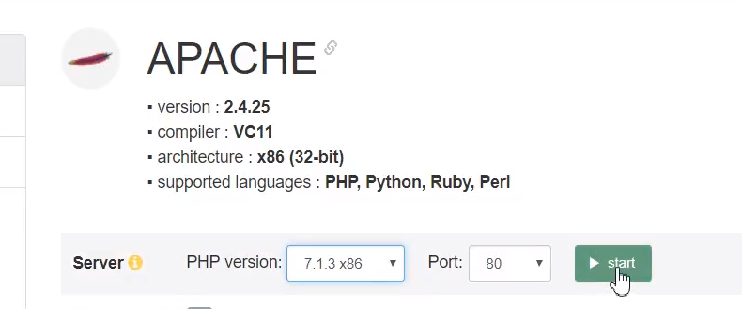 APACHE
▪ version : 2.4.25
▪ compiler : VC11
▪ architecture : x86 (32-bit)
▪ supported languages : PHP, Python, Ruby, Perl
Server PHP version: 7.1.3 x86 Port: 80 start